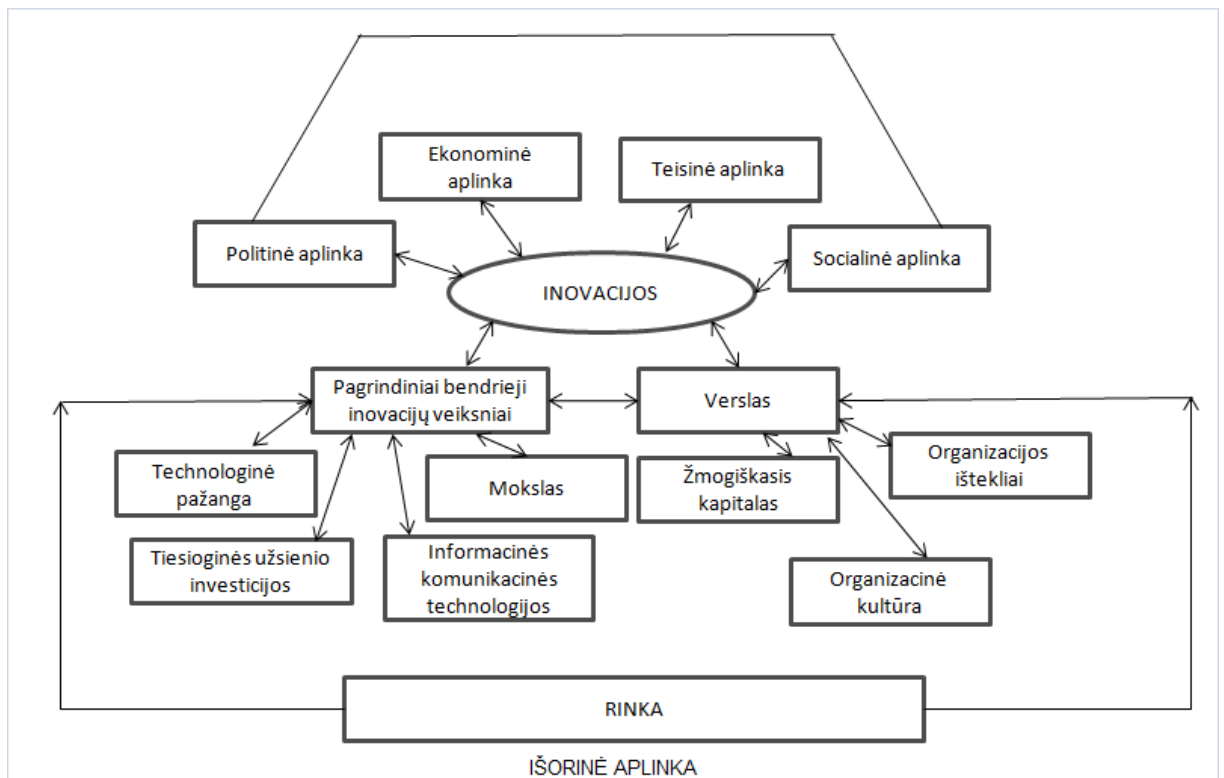 Ekonominė
aplinka
Teisinė aplinka
Politinė aplinka
Socialinė aplinka
INOVACIJOS
Pagrindiniai bendrieji
inovacijų veiksniai
Verslas
Technologinė
pažanga
Mokslas
Žmogiškasis
kapitalas
Organizacijos
ištekliai
Tiesioginės užsienio
investicijos
Informacinės
komunikacinės
technologijos
Organizacinė
kultūra
RINKA
IŠORINĖ APLINKA